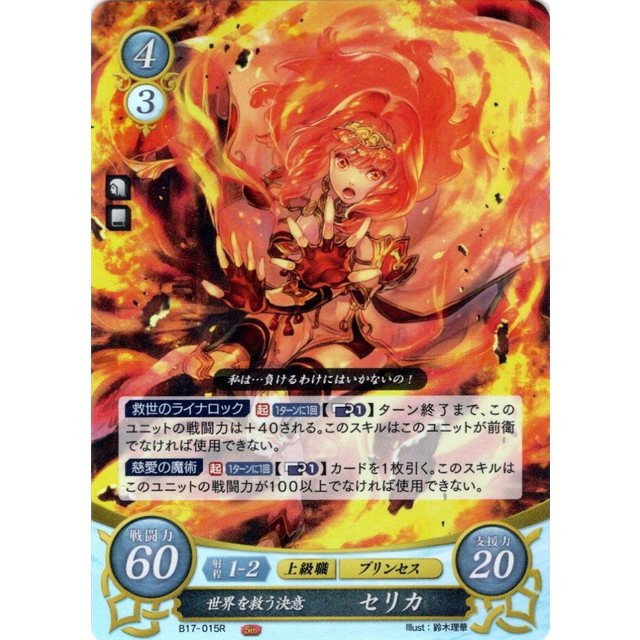 4
3
私は…負けるわけにはいかないの！
救世のライナロック 起 1ターンに1回 【 1】ターン終了まで、この
ユニットの戦闘力は＋40される。このスキルはこのユニットが前衛
でなければ使用できない。
慈愛の魔術 起 1ターンに1回 【 1】カードを1枚引く。このスキルは
このユニットの戦闘力が100以上でなければ使用できない。
戦闘力
60
射程 1-2
上級職
プリンセス
支援力
20
世界を救う決意 セリカ
B17-015R
Illust：鈴木理華